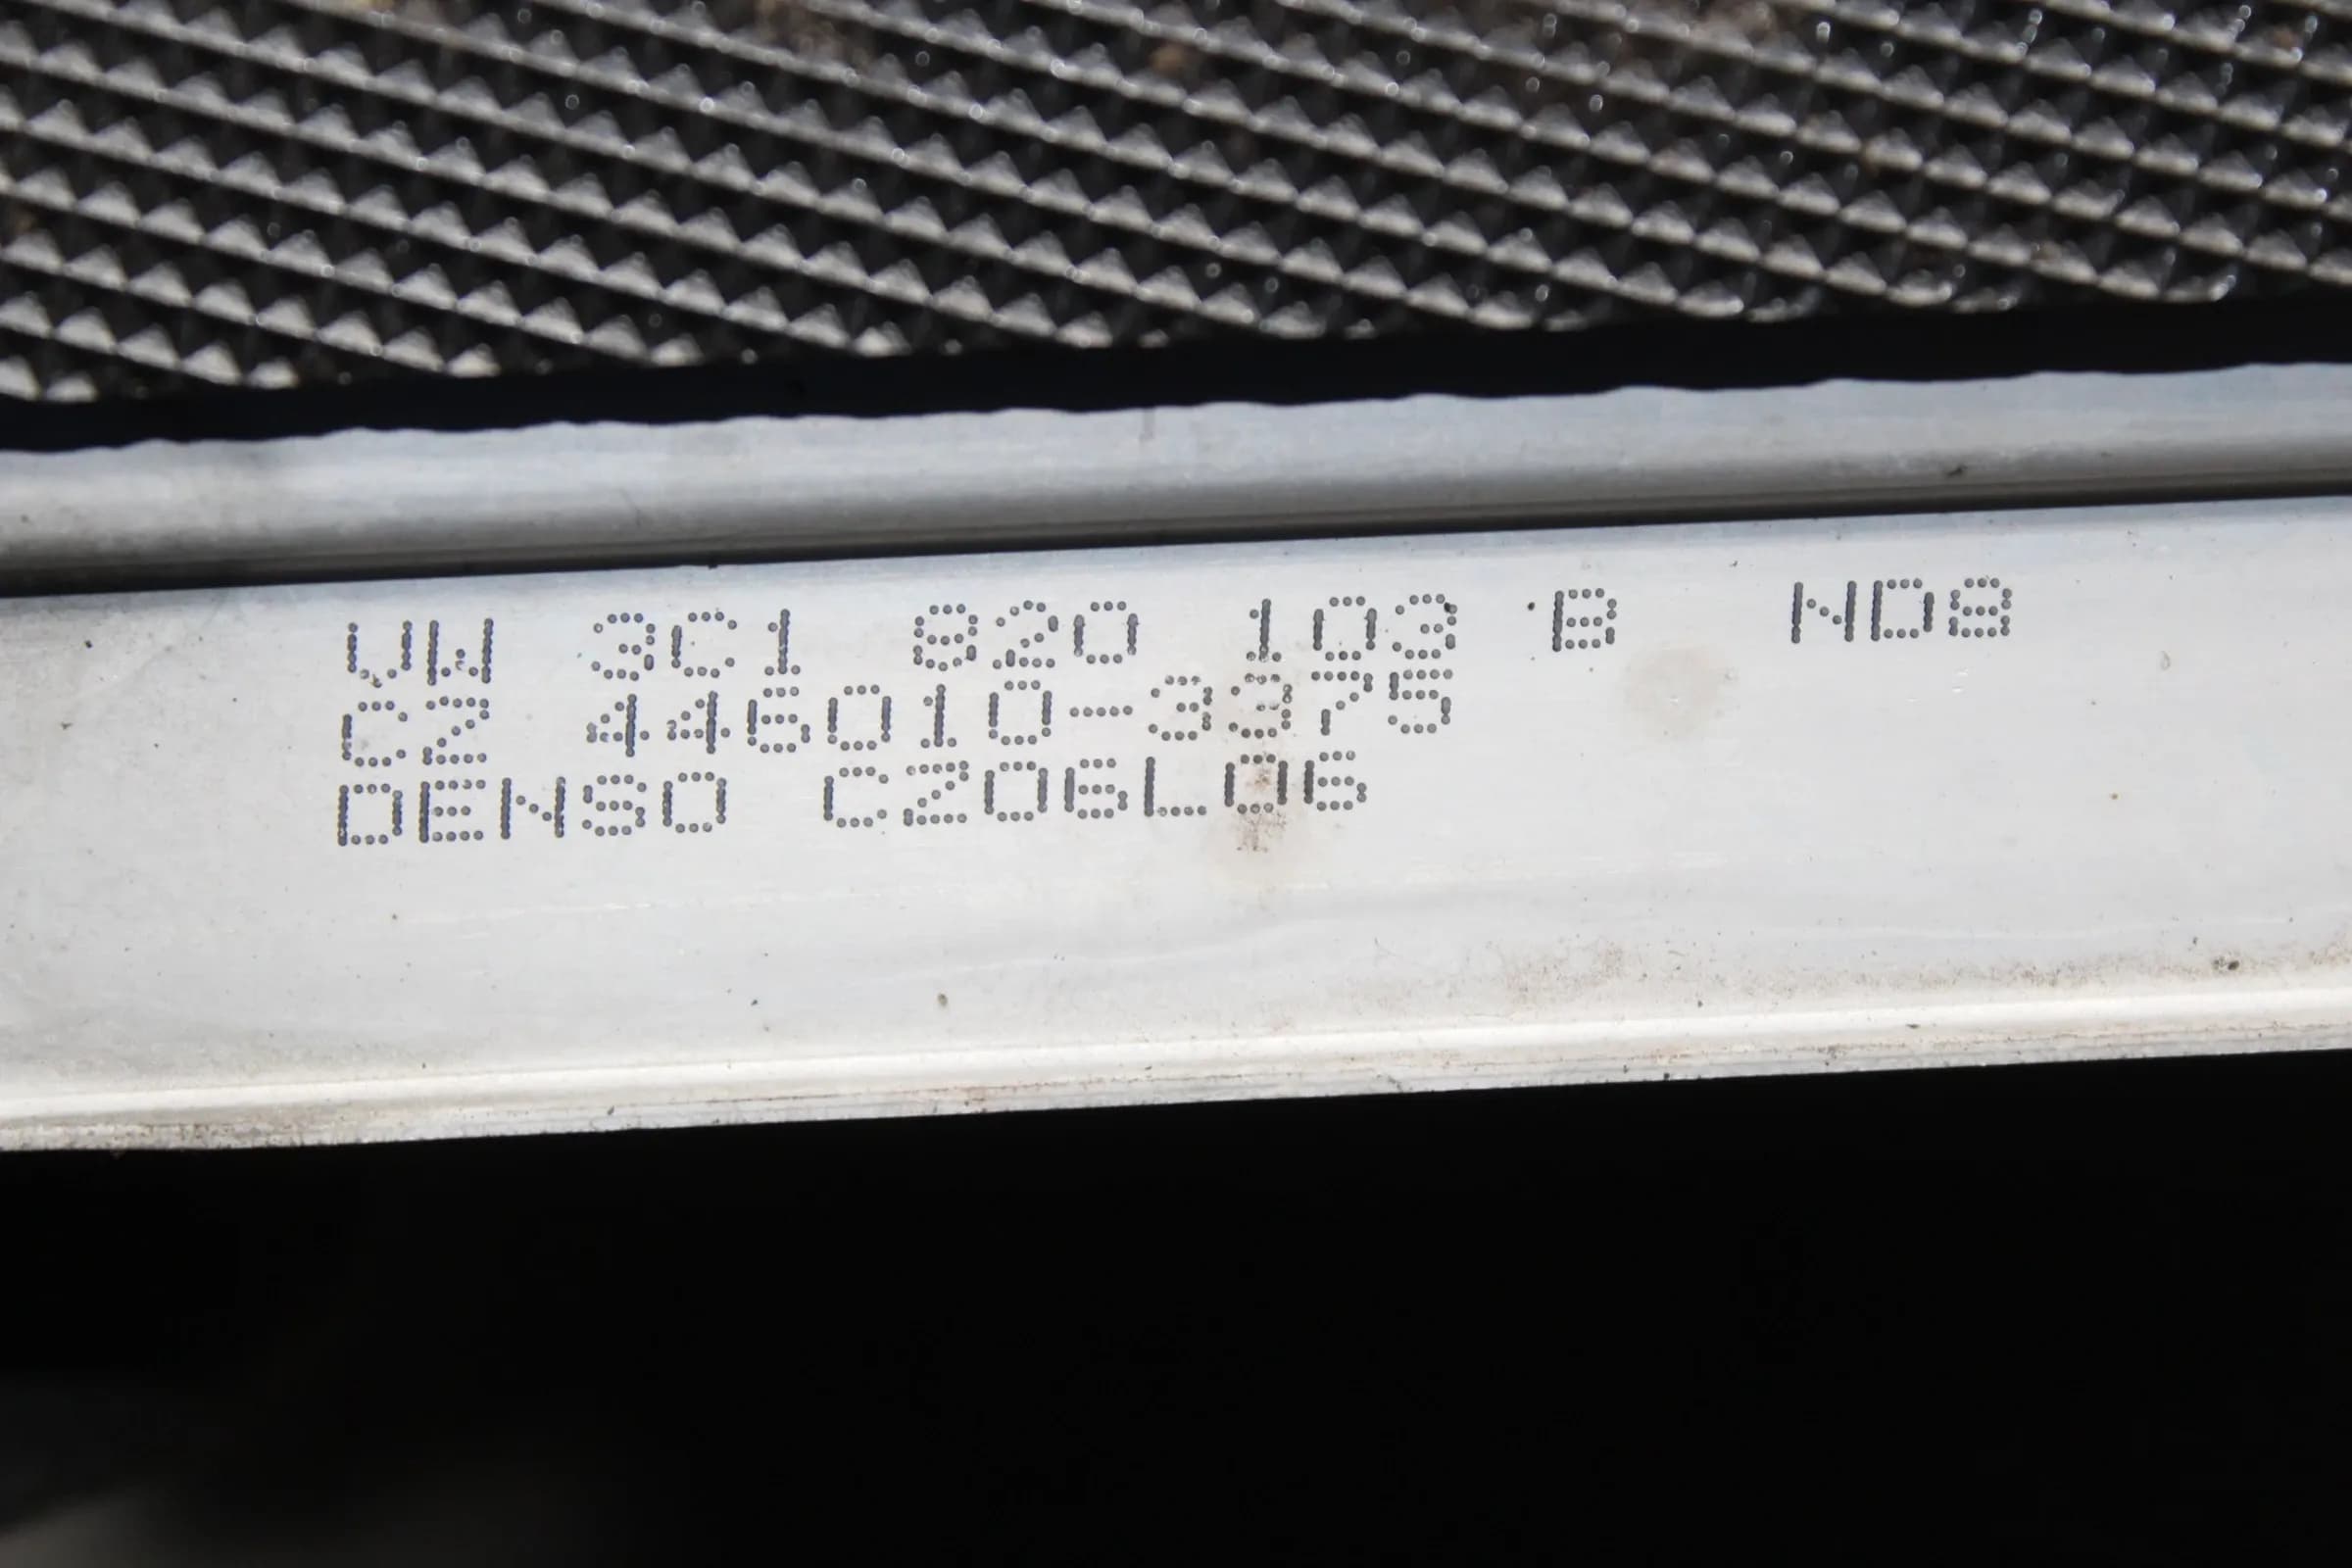 VW 3C1 820 103 B ND8
CZ 446010-3375
DENSO CZ06L06